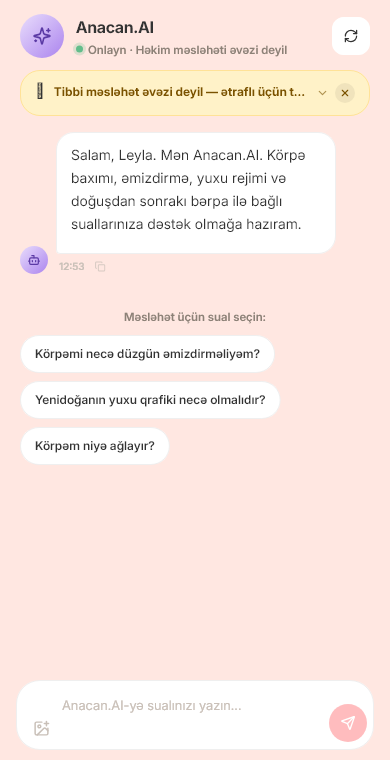 Anacan.AI
Onlayn · Həkim məsləhəti əvəzi deyil
Tibbi məsləhət əvəzi deyil — ətraflı üçün t...
Salam, Leyla. Mən Anacan.AI. Körpə
baxımı, əmizdirmə, yuxu rejimi və
doğuşdan sonrakı bərpa ilə bağlı
suallarınıza dəstək olmağa hazıram.
12:53
Məsləhət üçün sual seçin:
Körpəmi necə düzgün əmizdirməliyəm?
Yenidoğanın yuxu qrafiki necə olmalıdır?
Körpəm niyə ağlayır?
Anacan.AI-yə sualınızı yazın...